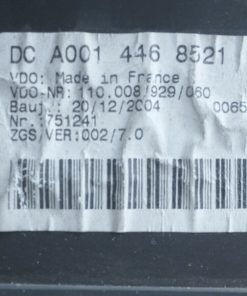 DC A001 446 8521
VDO: Made in France
VDO-NR: 110.008/929/060
Bauj.: 20/12/2004 0065
Nr.: 751241
ZGS/VER: 002/7.0